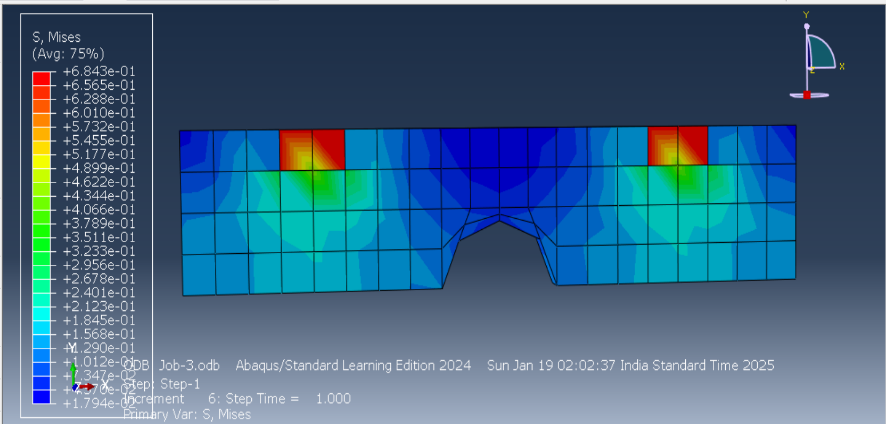 S, Mises
(Avg: 75%)
+6.843e-01
+6.565e-01
+6.288e-01
+6.010e-01
+5.732e-01
+5.455e-01
+5.177e-01
+4.899e-01
+4.622e-01
+4.344e-01
+4.066e-01
+3.789e-01
+3.511e-01
+3.233e-01
+2.956e-01
+2.678e-01
+2.401e-01
+2.123e-01
+1.845e-01
+1.568e-01
+1.290e-01
+1.012e-01
+1.794e-02
Y
X
Z
Y
X
Z
ODB: Job-3.odb Abaqus/Standard Learning Edition 2024 Sun Jan 19 02:02:37 India Standard Time 2025
Step: Step-1
Increment 6: Step Time = 1.000
Primary Var: S, Mises